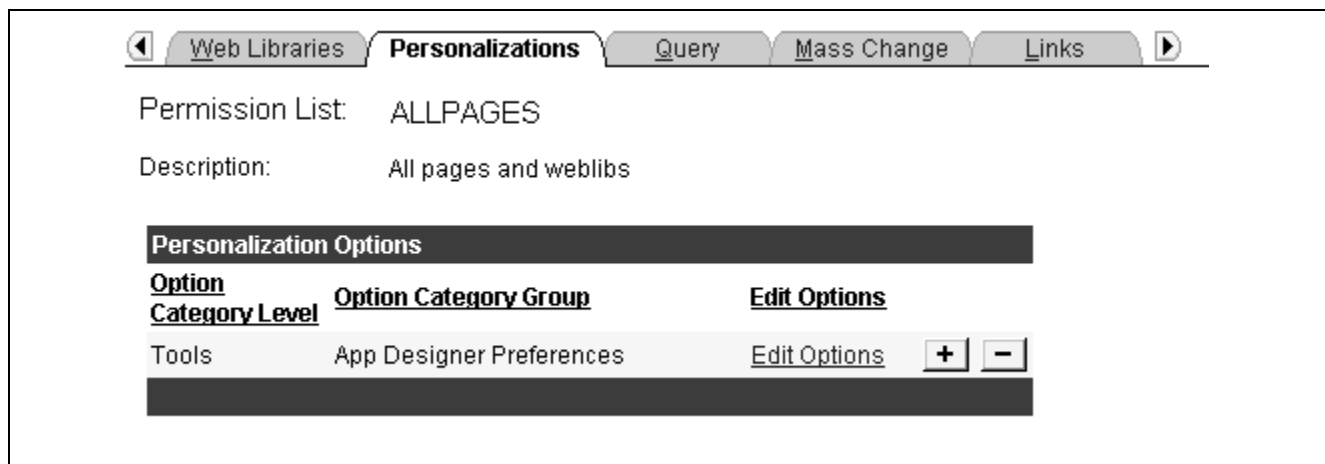 Web Libraries Personalizations Query Mass Change Links
Permission List: ALLPAGES
Description: All pages and weblibs
Personalization Options
Option
Category Level Option Category Group Edit Options
Tools App Designer Preferences Edit Options + −